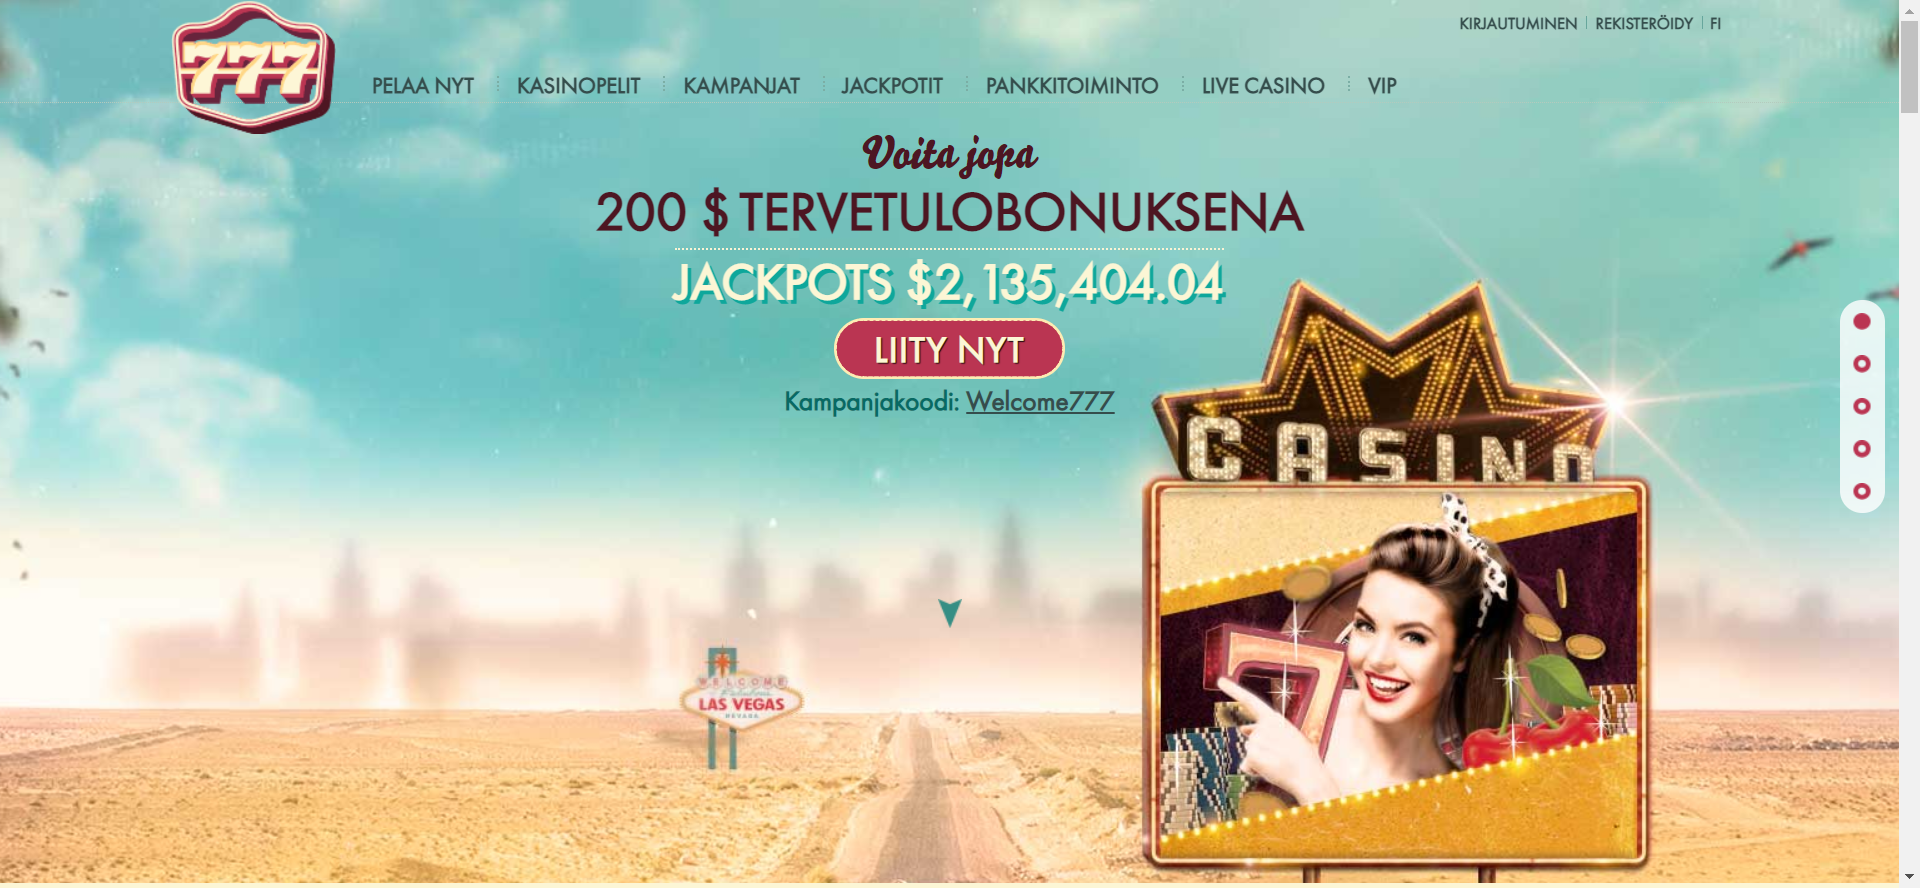 777
KIRJAUTUMINEN REKISTERÖIDY FI
PELAA NYT KASINOPELIT KAMPANJAT JACKPOTIT PANKKITOIMINTO LIVE CASINO VIP
Voita jopa
200 $ TERVETULOBONUKSENA
JACKPOTS $2,135,404.04
LIITY NYT
Kampanjakoodi: Welcome777
CASINO
7
WELCOME
to Fabulous
LAS VEGAS
NEVADA